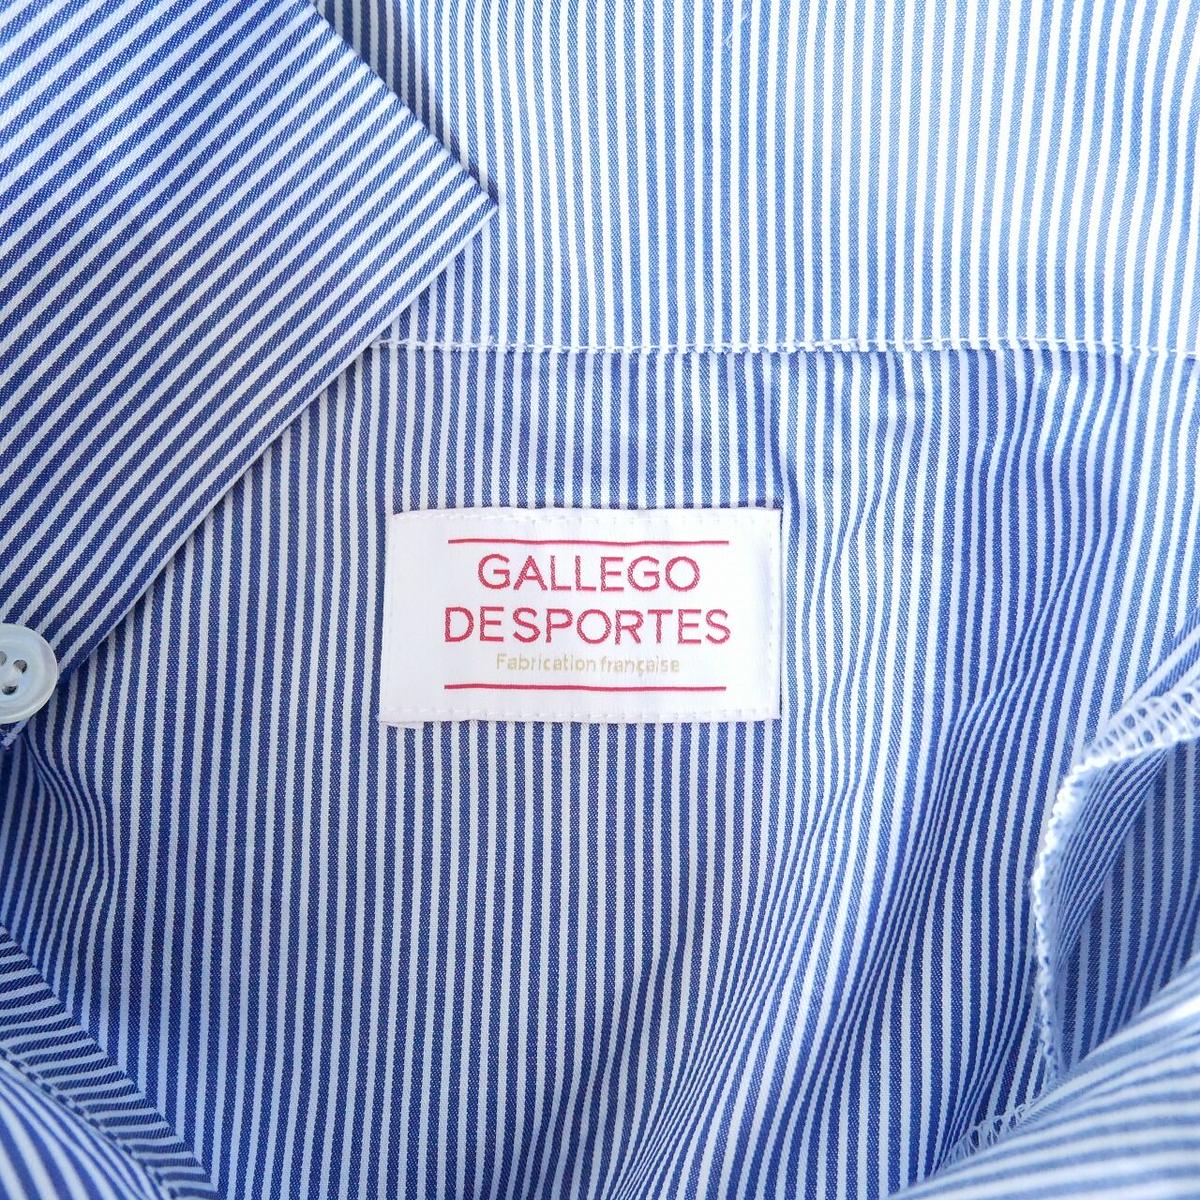 GALLEGO
DESPORTES
Fabrication française